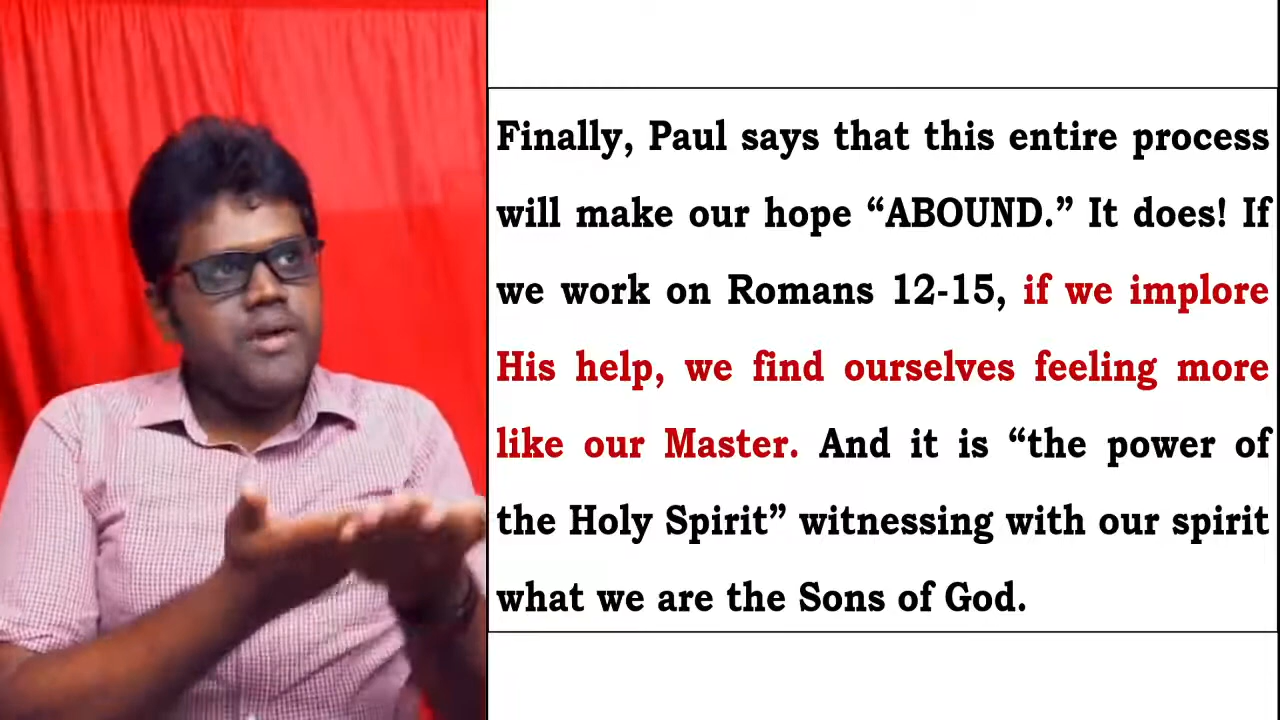 Finally, Paul says that this entire process
will make our hope “ABOUND.” It does! If
we work on Romans 12-15, if we implore
His help, we find ourselves feeling more
like our Master. And it is “the power of
the Holy Spirit” witnessing with our spirit
what we are the Sons of God.